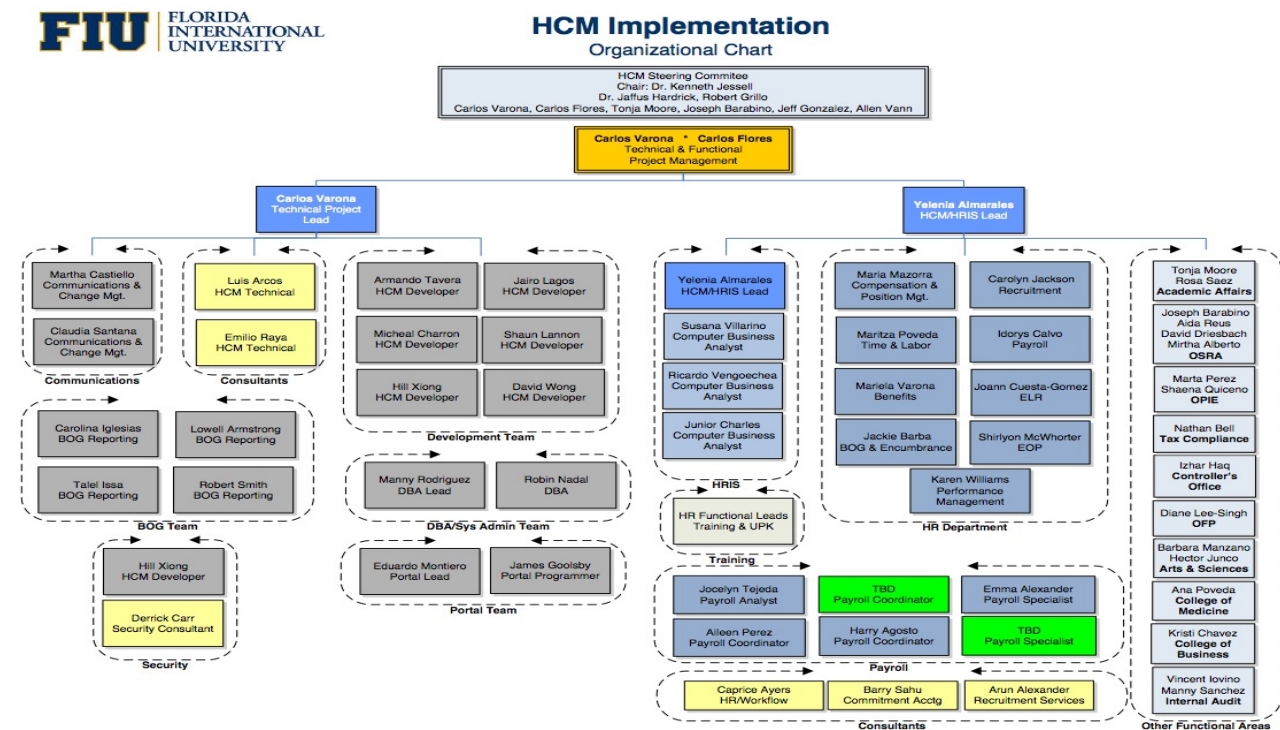 FIU
FLORIDA
INTERNATIONAL
UNIVERSITY
HCM Implementation
Organizational Chart
HCM Steering Commitee
Chair: Dr. Kenneth Jessell
Dr. Jaffus Hardrick, Robert Grillo
Carlos Varona, Carlos Flores, Tonja Moore, Joseph Barabino, Jeff Gonzalez, Allen Vann
Carlos Varona * Carlos Flores
Technical & Functional
Project Management
Carlos Varona
Technical Project
Lead
Yelenia Almarales
HCM/HRIS Lead
Martha Castiello
Communications &
Change Mgt.
Claudia Santana
Communications &
Change Mgt.
Communications
Luis Arcos
HCM Technical
Emilio Raya
HCM Technical
Consultants
Armando Tavera
HCM Developer
Jairo Lagos
HCM Developer
Micheal Charron
HCM Developer
Shaun Lannon
HCM Developer
Hill Xiong
HCM Developer
David Wong
HCM Developer
Development Team
Carolina Iglesias
BOG Reporting
Lowell Armstrong
BOG Reporting
Talel Issa
BOG Reporting
Robert Smith
BOG Reporting
BOG Team
Manny Rodriguez
DBA Lead
Robin Nadal
DBA
DBA/Sys Admin Team
Hill Xiong
HCM Developer
Derrick Carr
Security Consultant
Security
Eduardo Montiero
Portal Lead
James Goolsby
Portal Programmer
Portal Team
Yelenia Almarales
HCM/HRIS Lead
Susana Villarino
Computer Business
Analyst
Ricardo Vengoechea
Computer Business
Analyst
Junior Charles
Computer Business
Analyst
HRIS
HR Functional Leads
Training & UPK
Training
Maria Mazorra
Compensation &
Position Mgt.
Carolyn Jackson
Recruitment
Maritza Poveda
Time & Labor
Idorys Calvo
Payroll
Mariela Varona
Benefits
Joann Cuesta-Gomez
ELR
Jackie Barba
BOG & Encumbrance
Shirlyon McWhorter
EOP
Karen Williams
Performance
Management
HR Department
Jocelyn Tejeda
Payroll Analyst
TBD
Payroll Coordinator
Emma Alexander
Payroll Specialist
Aileen Perez
Payroll Coordinator
Harry Agosto
Payroll Coordinator
TBD
Payroll Specialist
Payroll
Caprice Ayers
HR/Workflow
Barry Sahu
Commitment Acctg
Arun Alexander
Recruitment Services
Consultants
Tonja Moore
Rosa Saez
Academic Affairs
Joseph Barabino
Aida Reus
David Driesbach
Mirtha Alberto
OSRA
Marta Perez
Shaena Quiceno
OPIE
Nathan Bell
Tax Compliance
Izhar Haq
Controller's
Office
Diane Lee-Singh
OFP
Barbara Manzano
Hector Junco
Arts & Sciences
Ana Poveda
College of
Medicine
Kristi Chavez
College of
Business
Vincent Iovino
Manny Sanchez
Internal Audit
Other Functional Areas